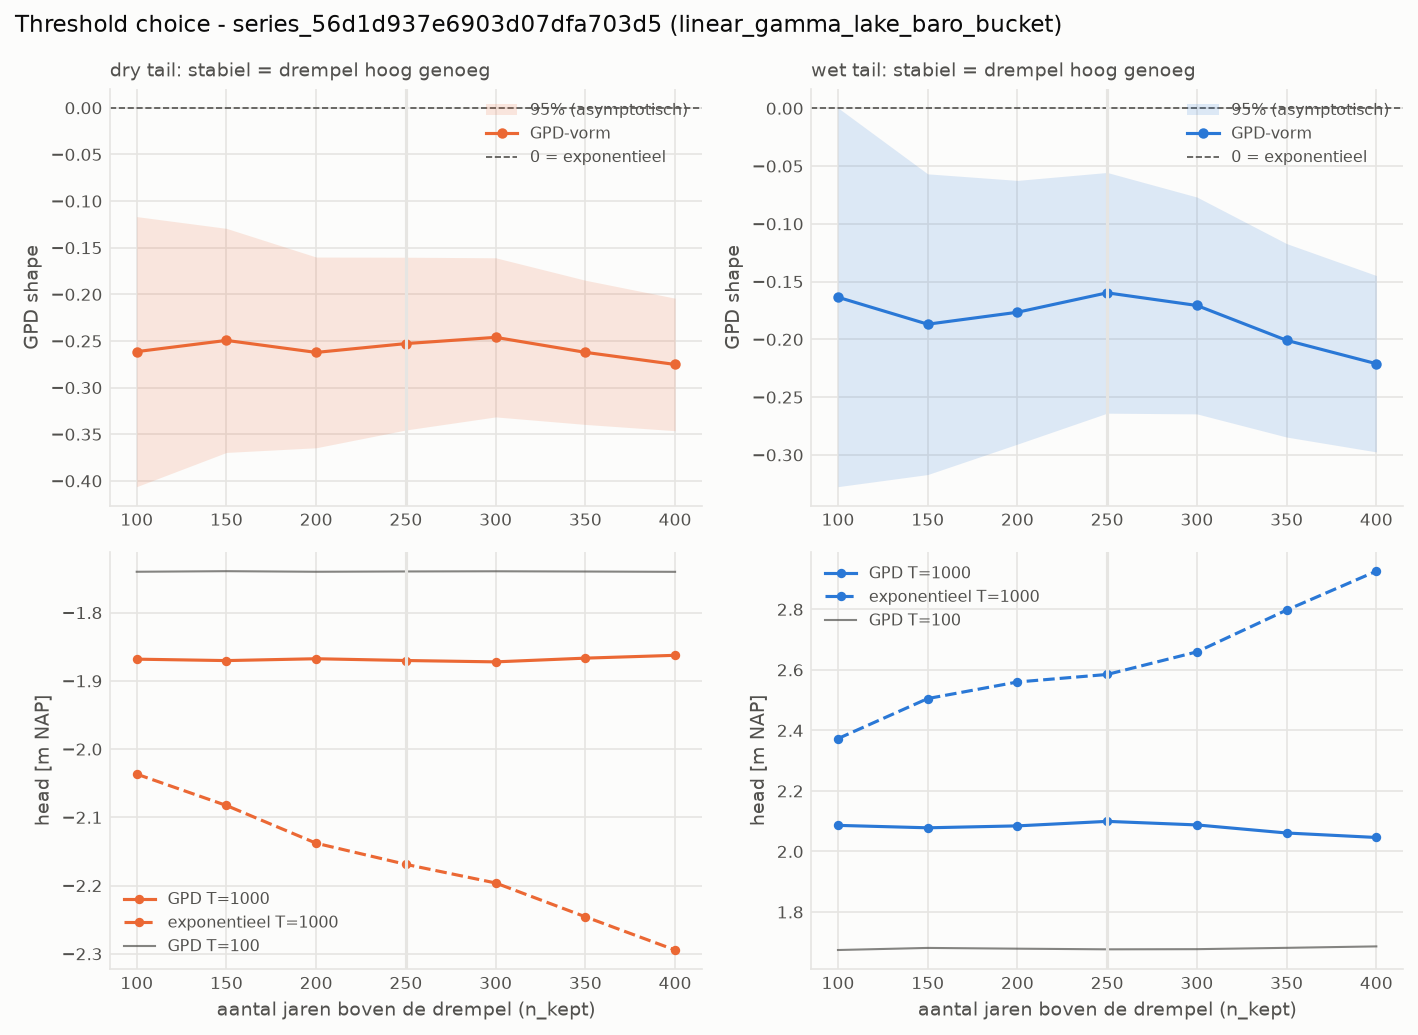 Threshold choice - series_56d1d937e6903d07dfa703d5 (linear_gamma_lake_baro_bucket)
dry tail: stabiel = drempel hoog genoeg
GPD shape
0.00
−0.05
−0.10
−0.15
−0.20
−0.25
−0.30
−0.35
−0.40
95% (asymptotisch)
GPD-vorm
0 = exponentieel
100 150 200 250 300 350 400
wet tail: stabiel = drempel hoog genoeg
GPD shape
0.00
−0.05
−0.10
−0.15
−0.20
−0.25
−0.30
95% (asymptotisch)
GPD-vorm
0 = exponentieel
100 150 200 250 300 350 400
head [m NAP]
−1.8
−1.9
−2.0
−2.1
−2.2
−2.3
GPD T=1000
exponentieel T=1000
GPD T=100
100 150 200 250 300 350 400
aantal jaren boven de drempel (n_kept)
head [m NAP]
2.8
2.6
2.4
2.2
2.0
1.8
GPD T=1000
exponentieel T=1000
GPD T=100
100 150 200 250 300 350 400
aantal jaren boven de drempel (n_kept)